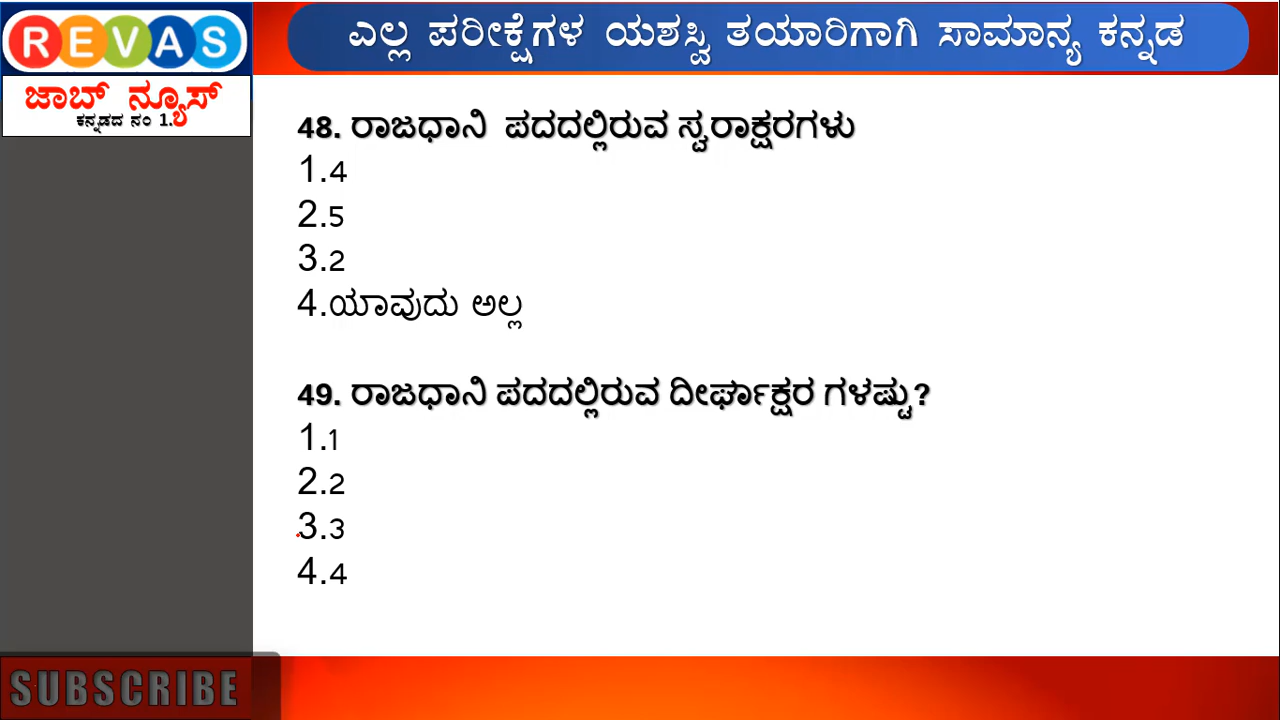 REVAS
ಎಲ್ಲ ಪರೀಕ್ಷೆಗಳ ಯಶಸ್ವಿ ತಯಾರಿಗಾಗಿ ಸಾಮಾನ್ಯ ಕನ್ನಡ
ಜಾಬ್ ನ್ಯೂಸ್
ಕನ್ನಡದ ನಂ 1.
48. ರಾಜಧಾನಿ ಪದದಲ್ಲಿರುವ ಸ್ವರಾಕ್ಷರಗಳು
1.4
2.5
3.2
4.ಯಾವುದು ಅಲ್ಲ
49. ರಾಜಧಾನಿ ಪದದಲ್ಲಿರುವ ದೀರ್ಘಾಕ್ಷರ ಗಳಷ್ಟು?
1.1
2.2
3.3
4.4
SUBSCRIBE